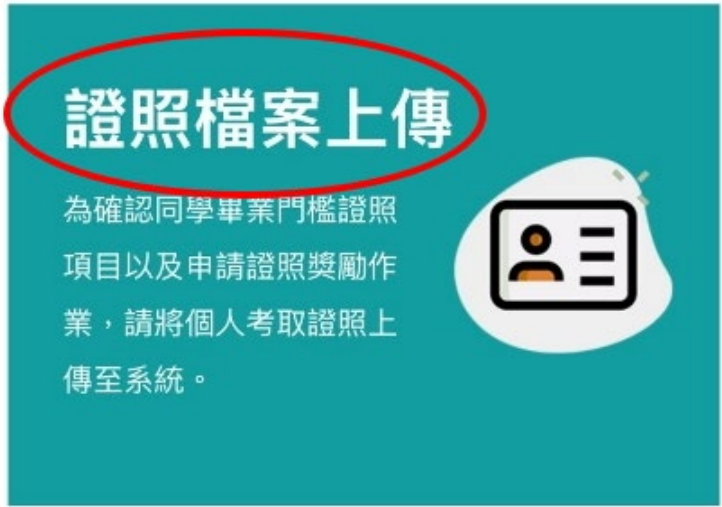 證照檔案上傳
為確認同學畢業門檻證照
項目以及申請證照獎勵作
業，請將個人考取證照上
傳至系統。